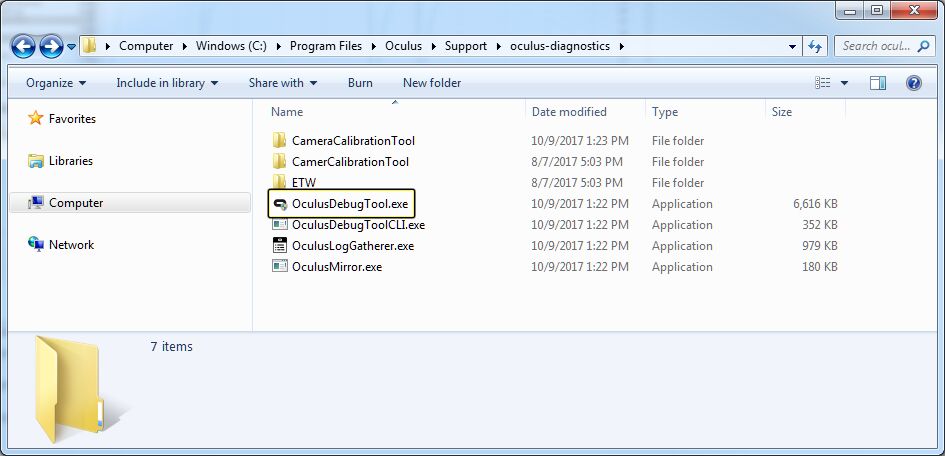 Computer Windows (C:) Program Files Oculus Support oculus-diagnostics Search ocul...
Organize Include in library Share with Burn New folder
Name Date modified Type Size
Favorites
Libraries
Computer
Network
CameraCalibrationTool 10/9/2017 1:23 PM File folder
CamerCalibrationTool 8/7/2017 5:03 PM File folder
ETW 8/7/2017 5:03 PM File folder
OculusDebugTool.exe 10/9/2017 1:22 PM Application 6,616 KB
OculusDebugToolCLI.exe 10/9/2017 1:22 PM Application 352 KB
OculusLogGatherer.exe 10/9/2017 1:22 PM Application 979 KB
OculusMirror.exe 10/9/2017 1:22 PM Application 180 KB
7 items